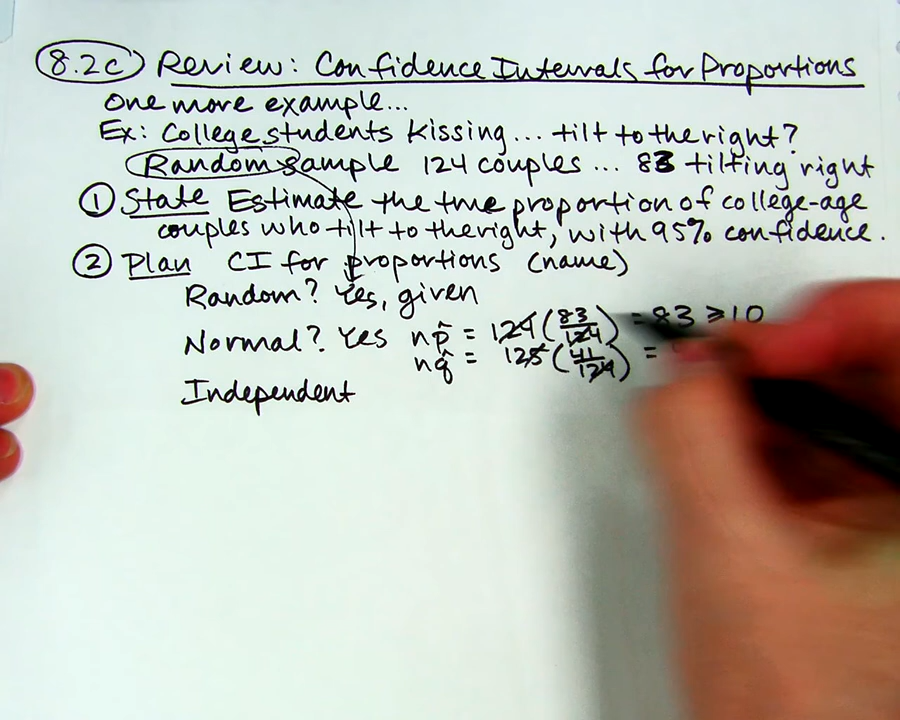 8.2c Review: Confidence Intervals for Proportions
One more example...
Ex: College students kissing... tilt to the right?
Random sample 124 couples ... 83 tilting right
① State Estimate the true proportion of college-age
couples who tilt to the right, with 95% confidence.
② Plan CI for proportions (name)
Random? Yes, given
Normal? Yes np̂ = 124 (83/124) = 83 ≥ 10
nq̂ = 125 (41/124) =
Independent